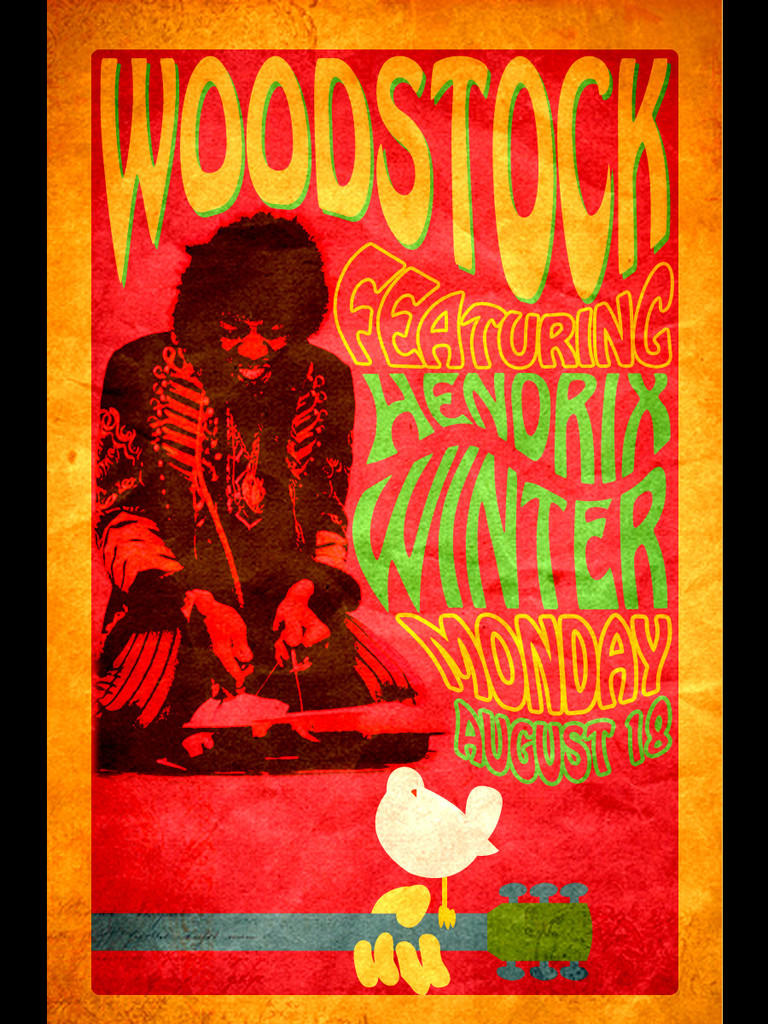 WOODSTOCK
FEATURING
HENDRIX
WINTER
MONDAY
AUGUST 18